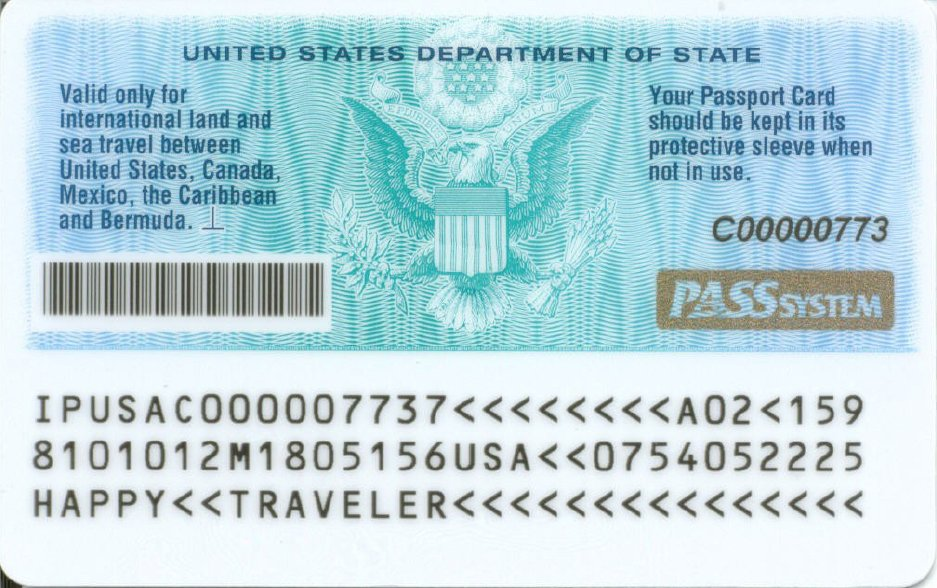 UNITED STATES DEPARTMENT OF STATE
Valid only for
international land and
sea travel between
United States, Canada,
Mexico, the Caribbean
and Bermuda.
Your Passport Card
should be kept in its
protective sleeve when
not in use.
C00000773
PASS SYSTEM
IPUSAC000007737<<<<<<<<A02<159
8101012M1805156USA<<0754052225
HAPPY<<TRAVELER<<<<<<<<<<<<<<<